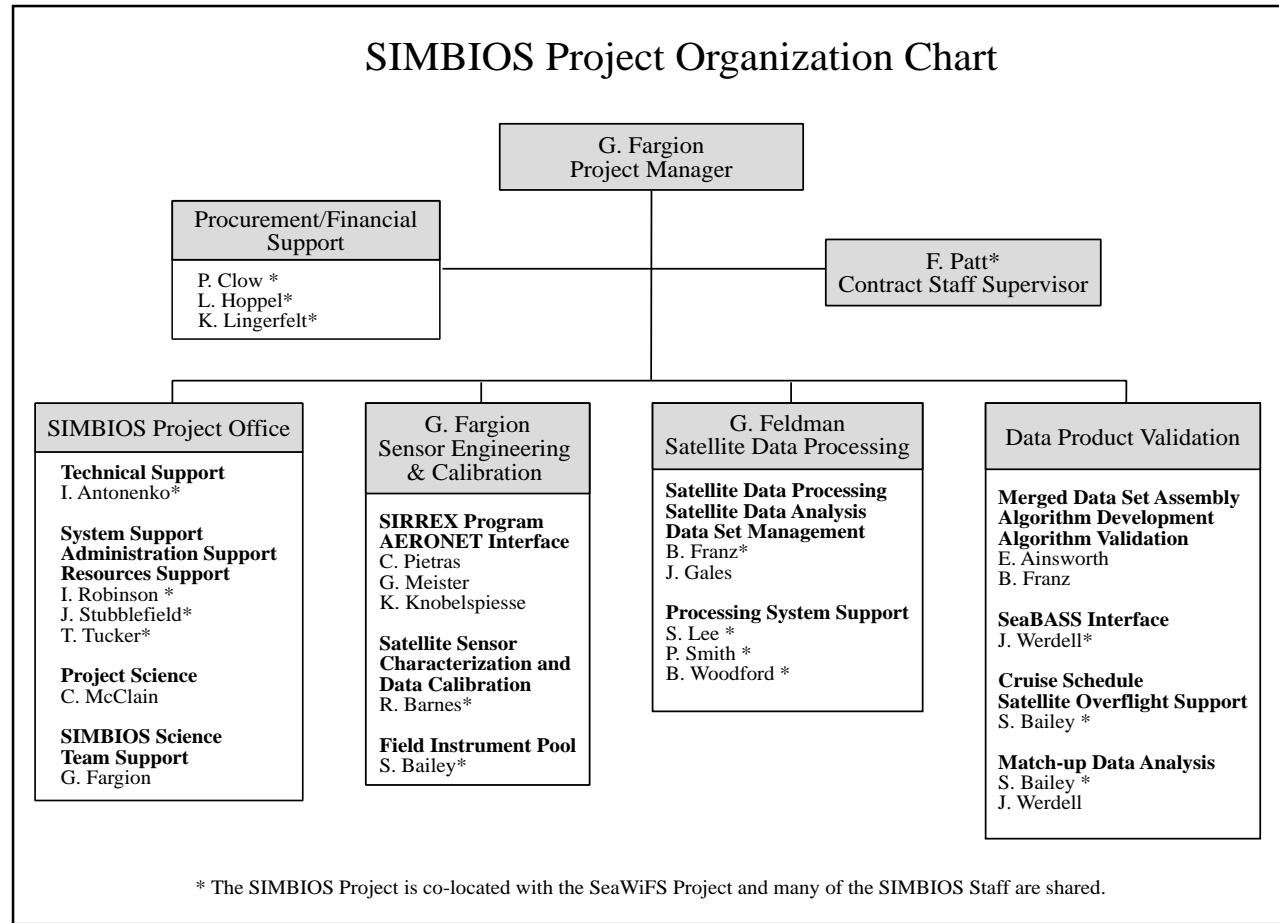 SIMBIOS Project Organization Chart
G. Fargion
Project Manager
Procurement/Financial
Support
P. Clow *
L. Hoppel*
K. Lingerfelt*
F. Patt*
Contract Staff Supervisor
SIMBIOS Project Office
Technical Support
I. Antonenko*
System Support
Administration Support
Resources Support
I. Robinson *
J. Stubblefield*
T. Tucker*
Project Science
C. McClain
SIMBIOS Science
Team Support
G. Fargion
G. Fargion
Sensor Engineering
& Calibration
SIRREX Program
AERONET Interface
C. Pietras
G. Meister
K. Knobelspiesse
Satellite Sensor
Characterization and
Data Calibration
R. Barnes*
Field Instrument Pool
S. Bailey*
G. Feldman
Satellite Data Processing
Satellite Data Processing
Satellite Data Analysis
Data Set Management
B. Franz*
J. Gales
Processing System Support
S. Lee *
P. Smith *
B. Woodford *
Data Product Validation
Merged Data Set Assembly
Algorithm Development
Algorithm Validation
E. Ainsworth
B. Franz
SeaBASS Interface
J. Werdell*
Cruise Schedule
Satellite Overflight Support
S. Bailey *
Match-up Data Analysis
S. Bailey *
J. Werdell
* The SIMBIOS Project is co-located with the SeaWiFS Project and many of the SIMBIOS Staff are shared.